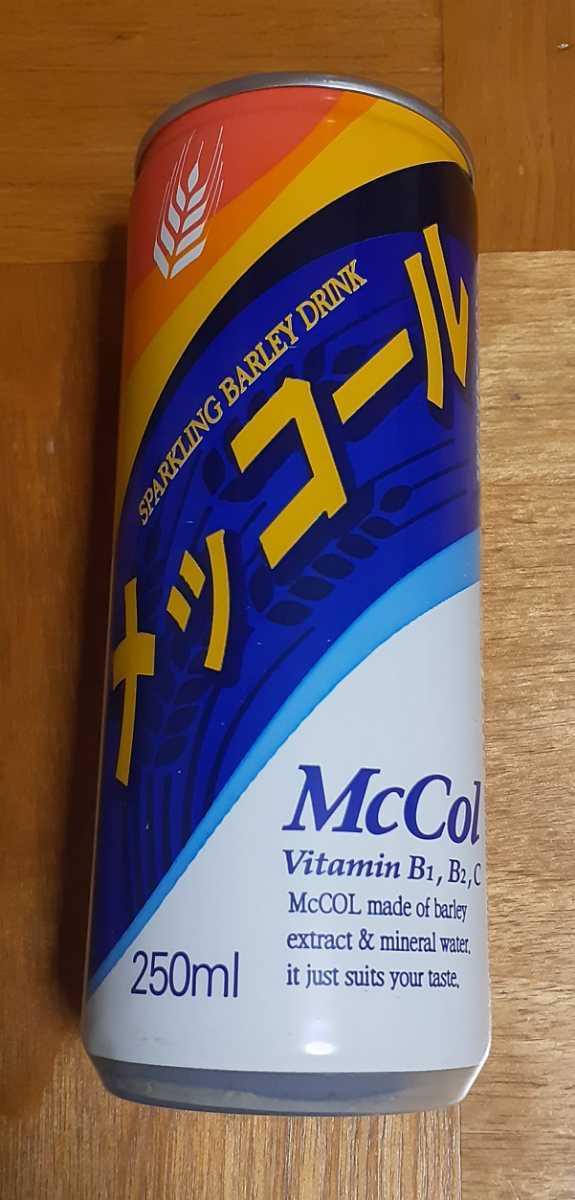 SPARKLING BARLEY DRINK
メッコール
McCol
Vitamin B1, B2, C
McCOL made of barley
extract & mineral water.
it just suits your taste.
250ml